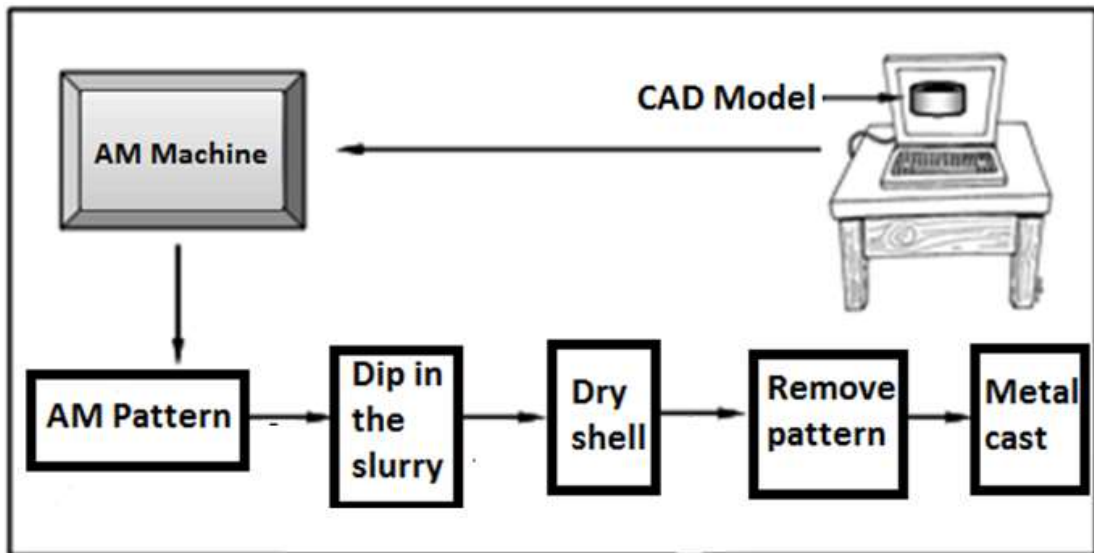 CAD Model
AM Machine
AM Pattern
Dip in
the
slurry
Dry
shell
Remove
pattern
Metal
cast